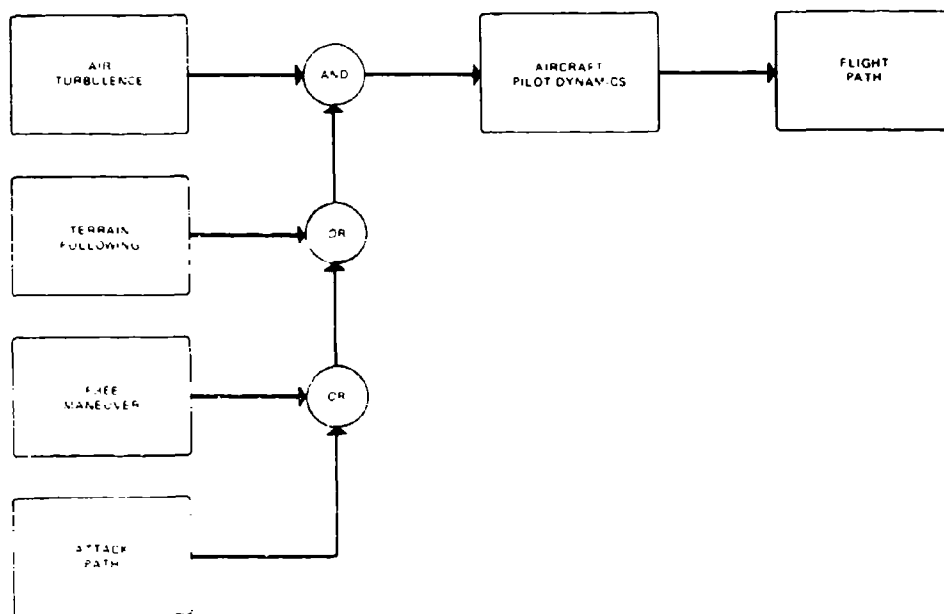 AIR
TURBULENCE
AND
AIRCRAFT
PILOT DYNAMICS
FLIGHT
PATH
TERRAIN
FOLLOWING
OR
FREE
MANEUVER
OR
ATTACK
PATH